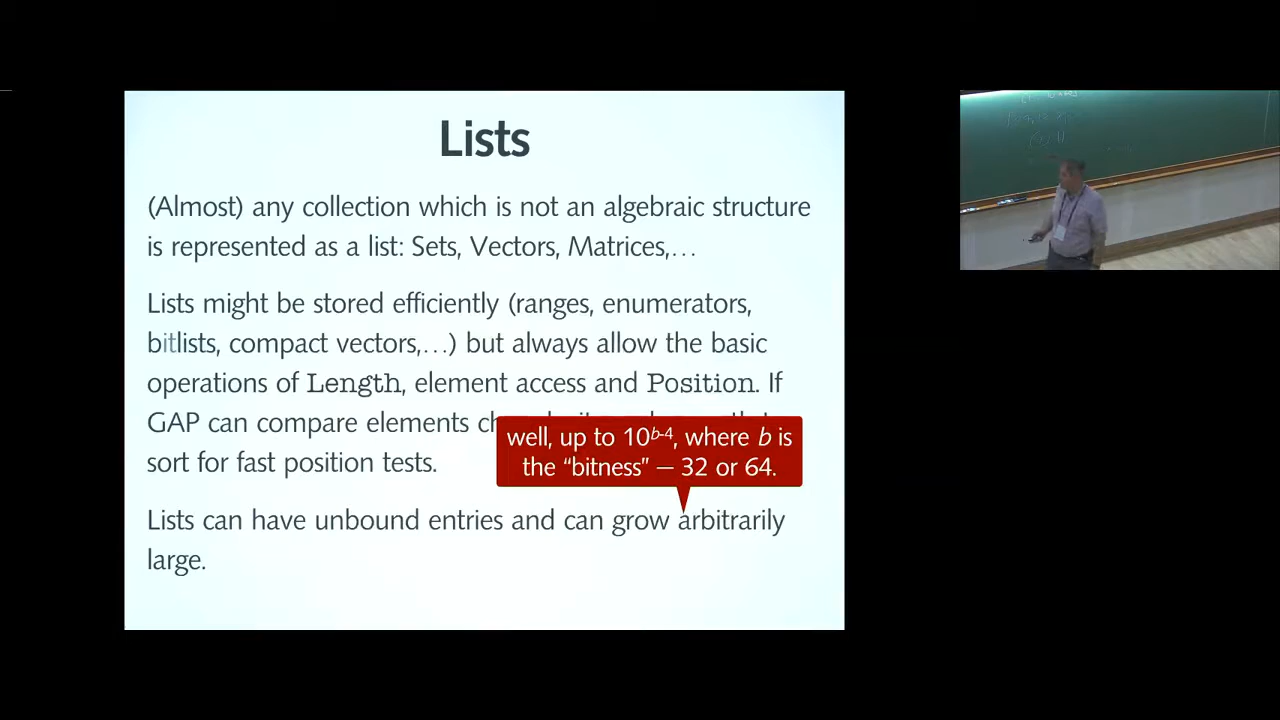 Lists
(Almost) any collection which is not an algebraic structure
is represented as a list: Sets, Vectors, Matrices,…
Lists might be stored efficiently (ranges, enumerators,
bitlists, compact vectors,…) but always allow the basic
operations of Length, element access and Position. If
GAP can compare elements
well, up to 10^{b-4}, where b is
the “bitness” — 32 or 64.
sort for fast position tests.
Lists can have unbound entries and can grow arbitrarily
large.